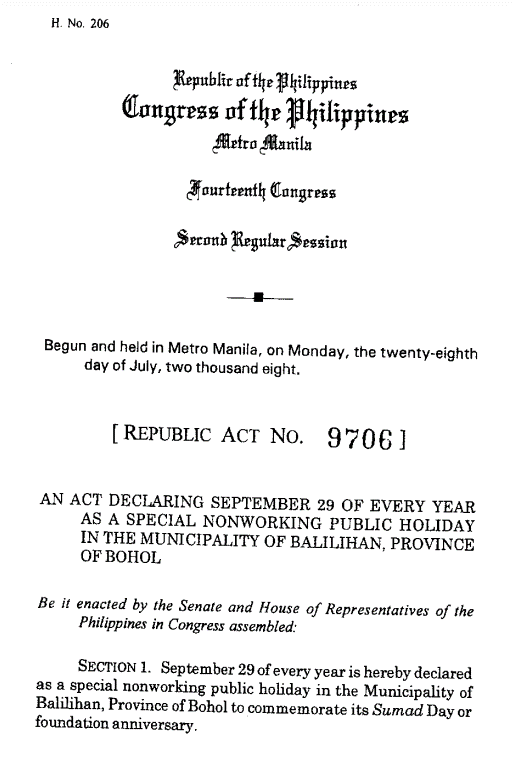 H. No. 206
Republic of the Philippines
Congress of the Philippines
Metro Manila
Fourteenth Congress
Second Regular Session
Begun and held in Metro Manila, on Monday, the twenty-eighth
day of July, two thousand eight.
[ REPUBLIC ACT NO. 9706 ]
AN ACT DECLARING SEPTEMBER 29 OF EVERY YEAR
AS A SPECIAL NONWORKING PUBLIC HOLIDAY
IN THE MUNICIPALITY OF BALILIHAN, PROVINCE
OF BOHOL
Be it enacted by the Senate and House of Representatives of the
Philippines in Congress assembled:
SECTION 1. September 29 of every year is hereby declared
as a special nonworking public holiday in the Municipality of
Balilihan, Province of Bohol to commemorate its Sumad Day or
foundation anniversary.